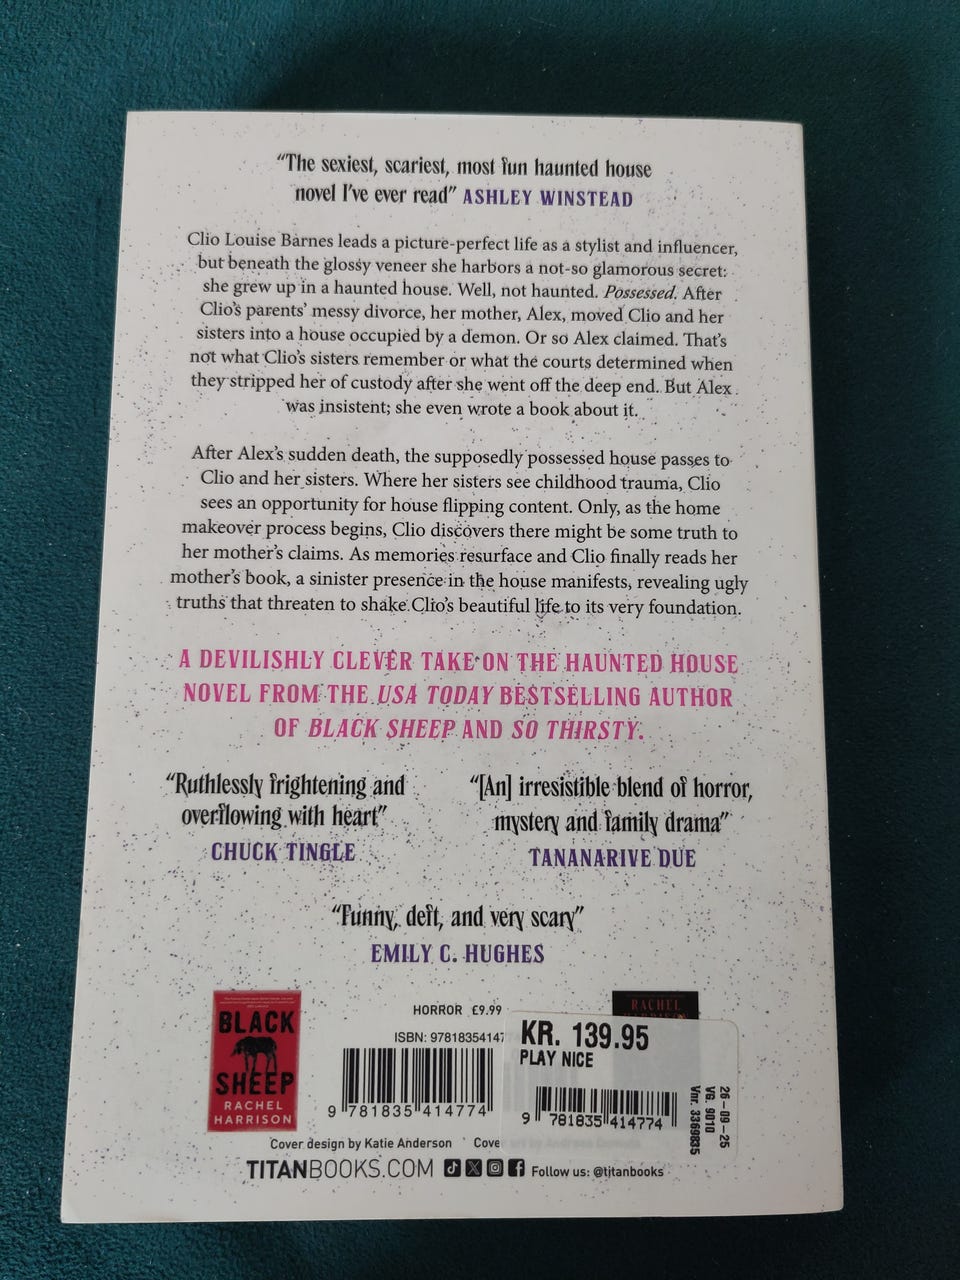 “The sexiest, scariest, most fun haunted house
novel I’ve ever read” ASHLEY WINSTEAD
Clio Louise Barnes leads a picture-perfect life as a stylist and influencer,
but beneath the glossy veneer she harbors a not-so glamorous secret:
she grew up in a haunted house. Well, not haunted. Possessed. After
Clio’s parents’ messy divorce, her mother, Alex, moved Clio and her
sisters into a house occupied by a demon. Or so Alex claimed. That’s
not what Clio’s sisters remember or what the courts determined when
they stripped her of custody after she went off the deep end. But Alex
was insistent; she even wrote a book about it.
After Alex’s sudden death, the supposedly possessed house passes to
Clio and her sisters. Where her sisters see childhood trauma, Clio
sees an opportunity for house flipping content. Only, as the home
makeover process begins, Clio discovers there might be some truth to
her mother’s claims. As memories resurface and Clio finally reads her
mother’s book, a sinister presence in the house manifests, revealing ugly
truths that threaten to shake Clio’s beautiful life to its very foundation.
A DEVILISHLY CLEVER TAKE ON THE HAUNTED HOUSE
NOVEL FROM THE USA TODAY BESTSELLING AUTHOR
OF BLACK SHEEP AND SO THIRSTY.
“Ruthlessly frightening and
overflowing with heart”
CHUCK TINGLE
“[An] irresistible blend of horror,
mystery and family drama”
TANANARIVE DUE
“Funny, deft, and very scary”
EMILY C. HUGHES
BLACK
SHEEP
RACHEL
HARRISON
HORROR £9.99
ISBN: 97818354147
9 781835 414774
RACHEL
KR. 139.95
PLAY NICE
9 781835 414774
26-09-25
VG. 9010
Vnr. 3369835
Cover design by Katie Anderson Cove
TITANBOOKS.COM Follow us: @titanbooks